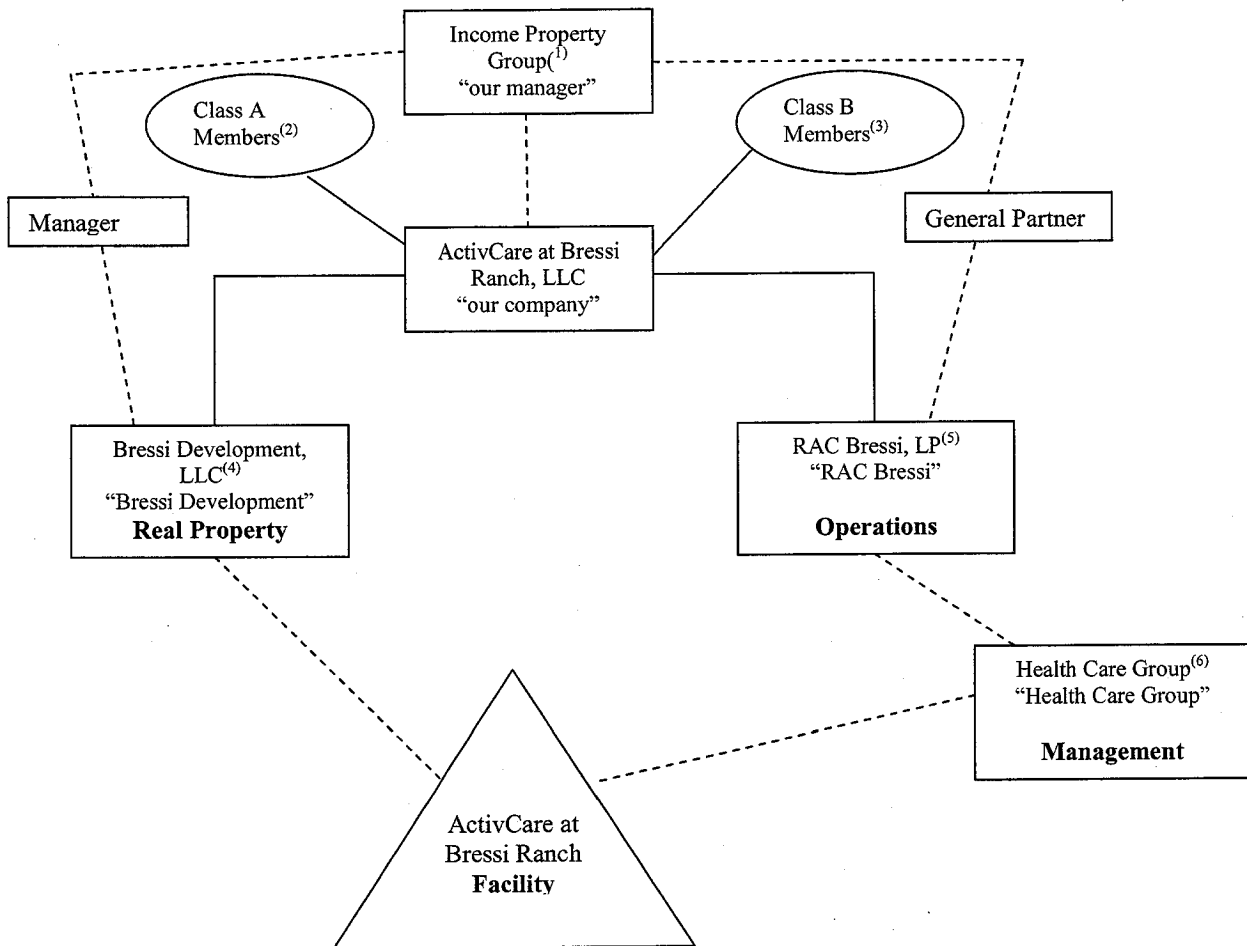 Income Property
Group(¹)
“our manager”
Class A
Members(2)
Class B
Members(3)
Manager
General Partner
ActivCare at Bressi
Ranch, LLC
“our company”
Bressi Development,
LLC(4)
“Bressi Development”
Real Property
RAC Bressi, LP(5)
“RAC Bressi”
Operations
Health Care Group(6)
“Health Care Group”
Management
ActivCare at
Bressi Ranch
Facility